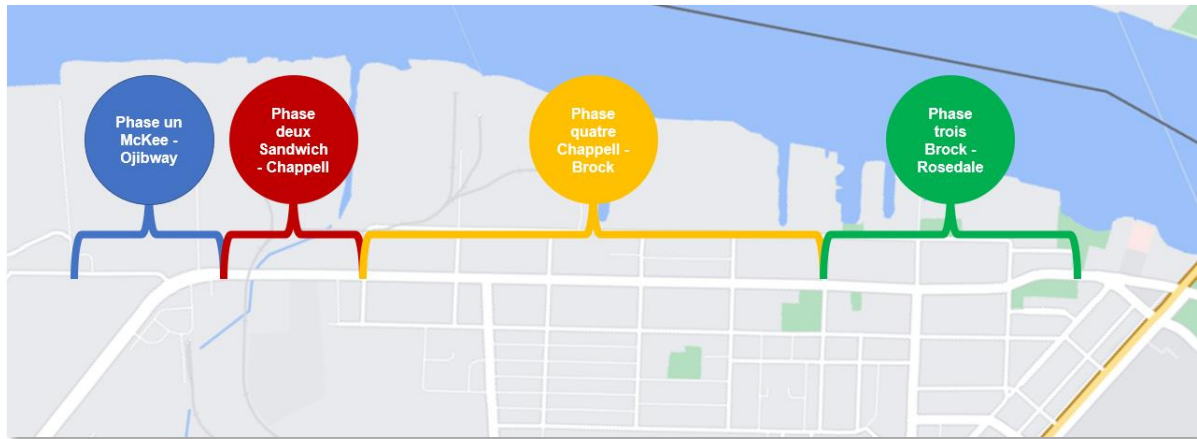 Phase un
McKee -
Ojibway
Phase
deux
Sandwich
- Chappell
Phase
quatre
Chappell -
Brock
Phase
trois
Brock -
Rosedale